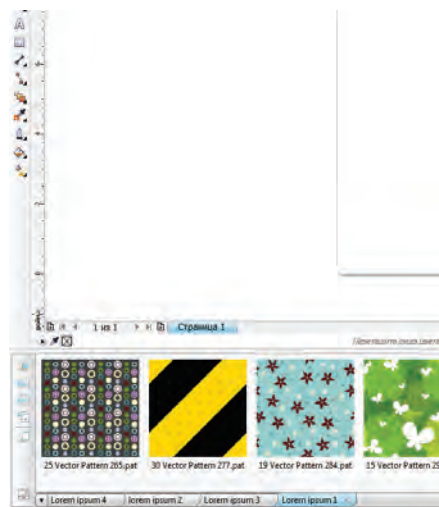 1 из 1 Страница 1
25 Vector Pattern 265.pat 30 Vector Pattern 277.pat 19 Vector Pattern 284.pat 15 Vector Pattern
Lorem ipsum 4 lorem ipsum 2 Lorem ipsum 3 Lorem ipsum 1